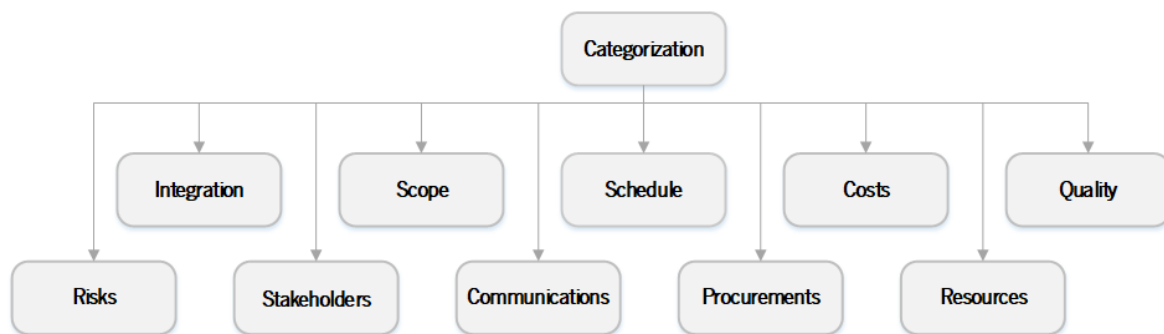 Categorization
Integration
Scope
Schedule
Costs
Quality
Risks
Stakeholders
Communications
Procurements
Resources